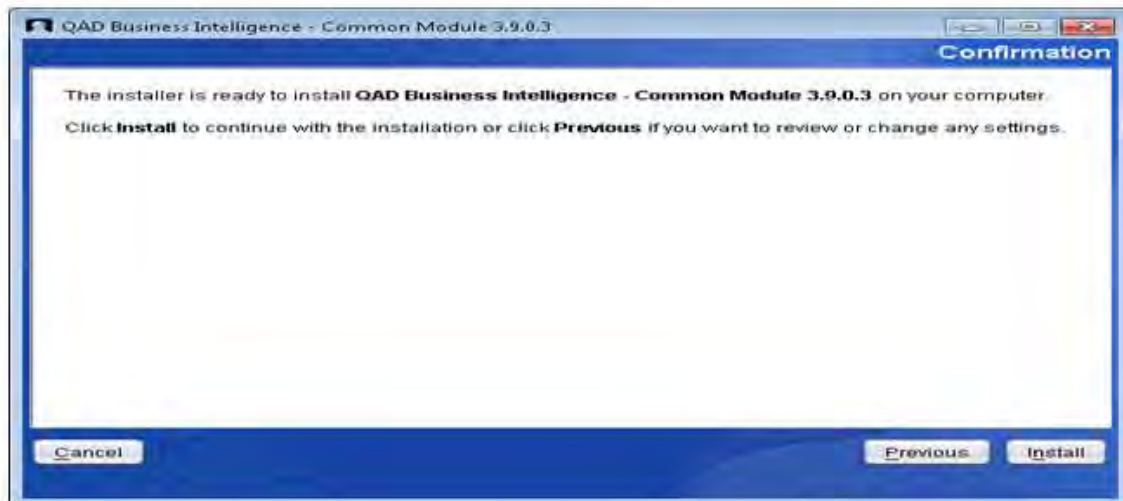 QAD Business Intelligence - Common Module 3.9.0.3
Confirmation
The installer is ready to install QAD Business Intelligence - Common Module 3.9.0.3 on your computer.
Click Install to continue with the installation or click Previous if you want to review or change any settings.
Cancel
Previous
Install